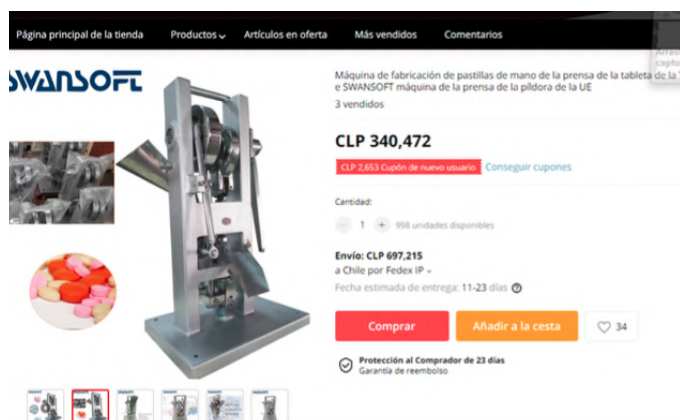 Página principal de la tienda Productos Artículos en oferta Más vendidos Comentarios
SWANSOFT
Máquina de fabricación de pastillas de mano de la prensa de la tableta de la
e SWANSOFT máquina de la prensa de la píldora de la UE
3 vendidos
CLP 340,472
CLP 2,653 Cupón de nuevo usuario Conseguir cupones
Cantidad:
- 1 + 998 unidades disponibles
Envío: CLP 697,215
a Chile por Fedex IP
Fecha estimada de entrega: 11-23 días
Comprar Añadir a la cesta 34
Protección al Comprador de 23 días
Garantía de reembolso